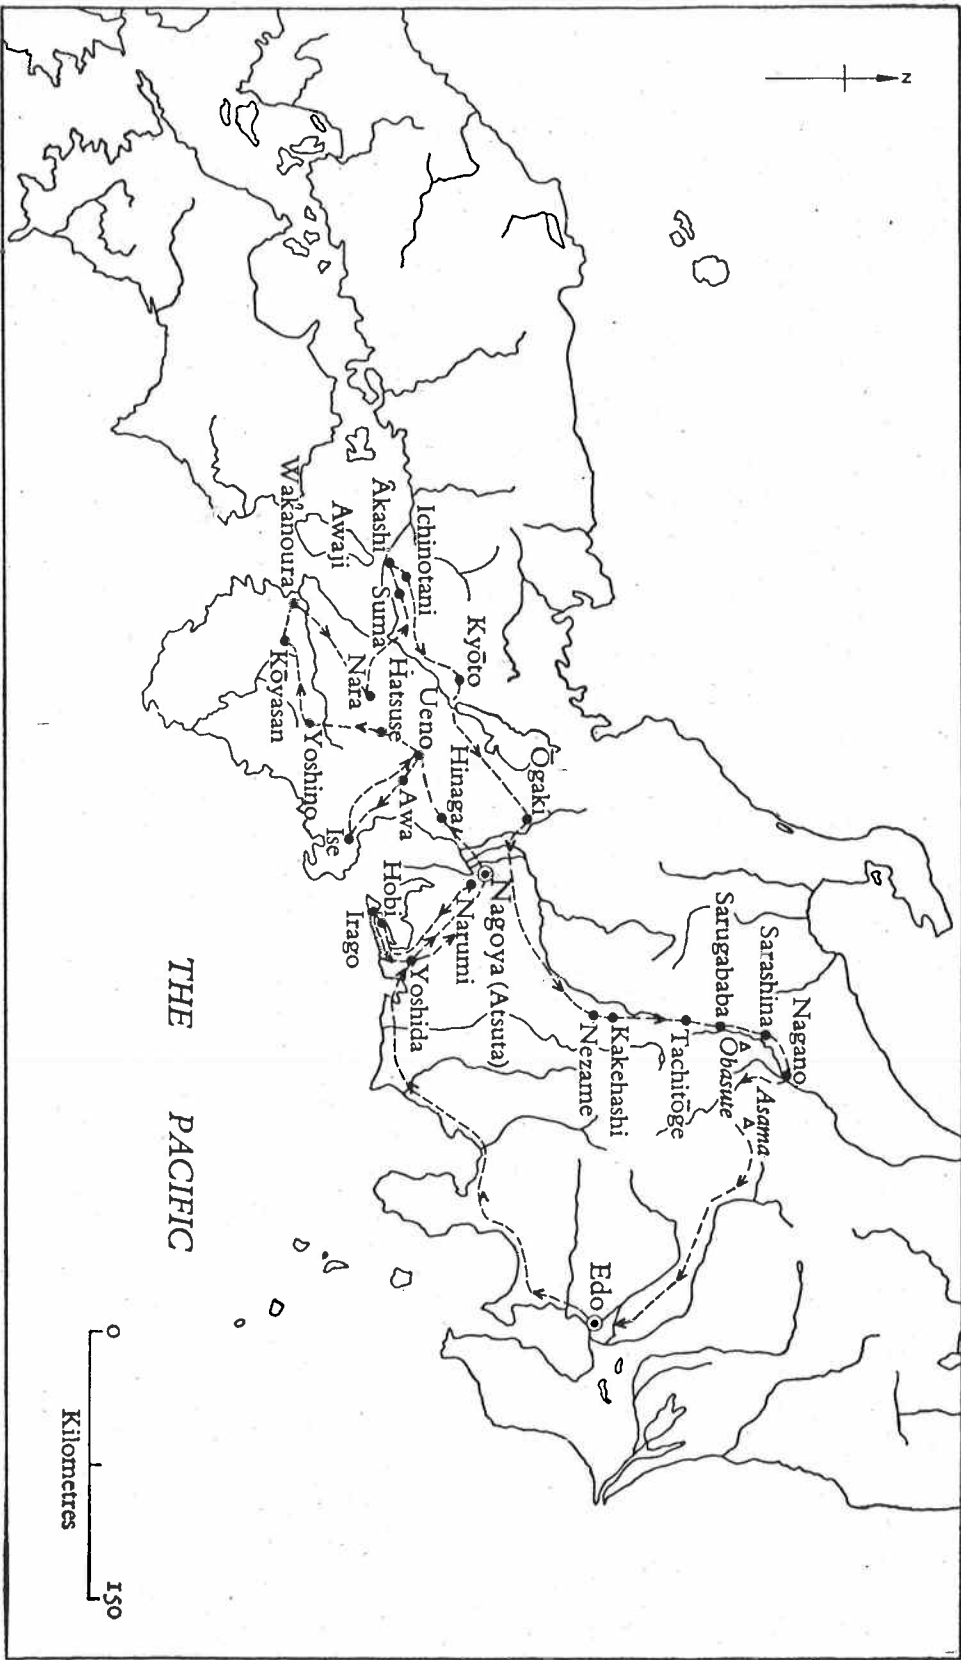 N
Ichinotani
Akashi
Awaji
Wakanoura
Suma
Kyōto
Nara
Hatsuse
Ueno
Kōyasan
Yoshino
Hinaga
Ōgaki
Awa
Ise
Hobi
Irago
Narumi
Nagoya (Atsuta)
Yoshida
Nezame
Kakehashi
Tachitōge
Sarugababa
Obasute
Sarashina
Nagano
(Asama
Edo
THE PACIFIC
0 150
Kilometres